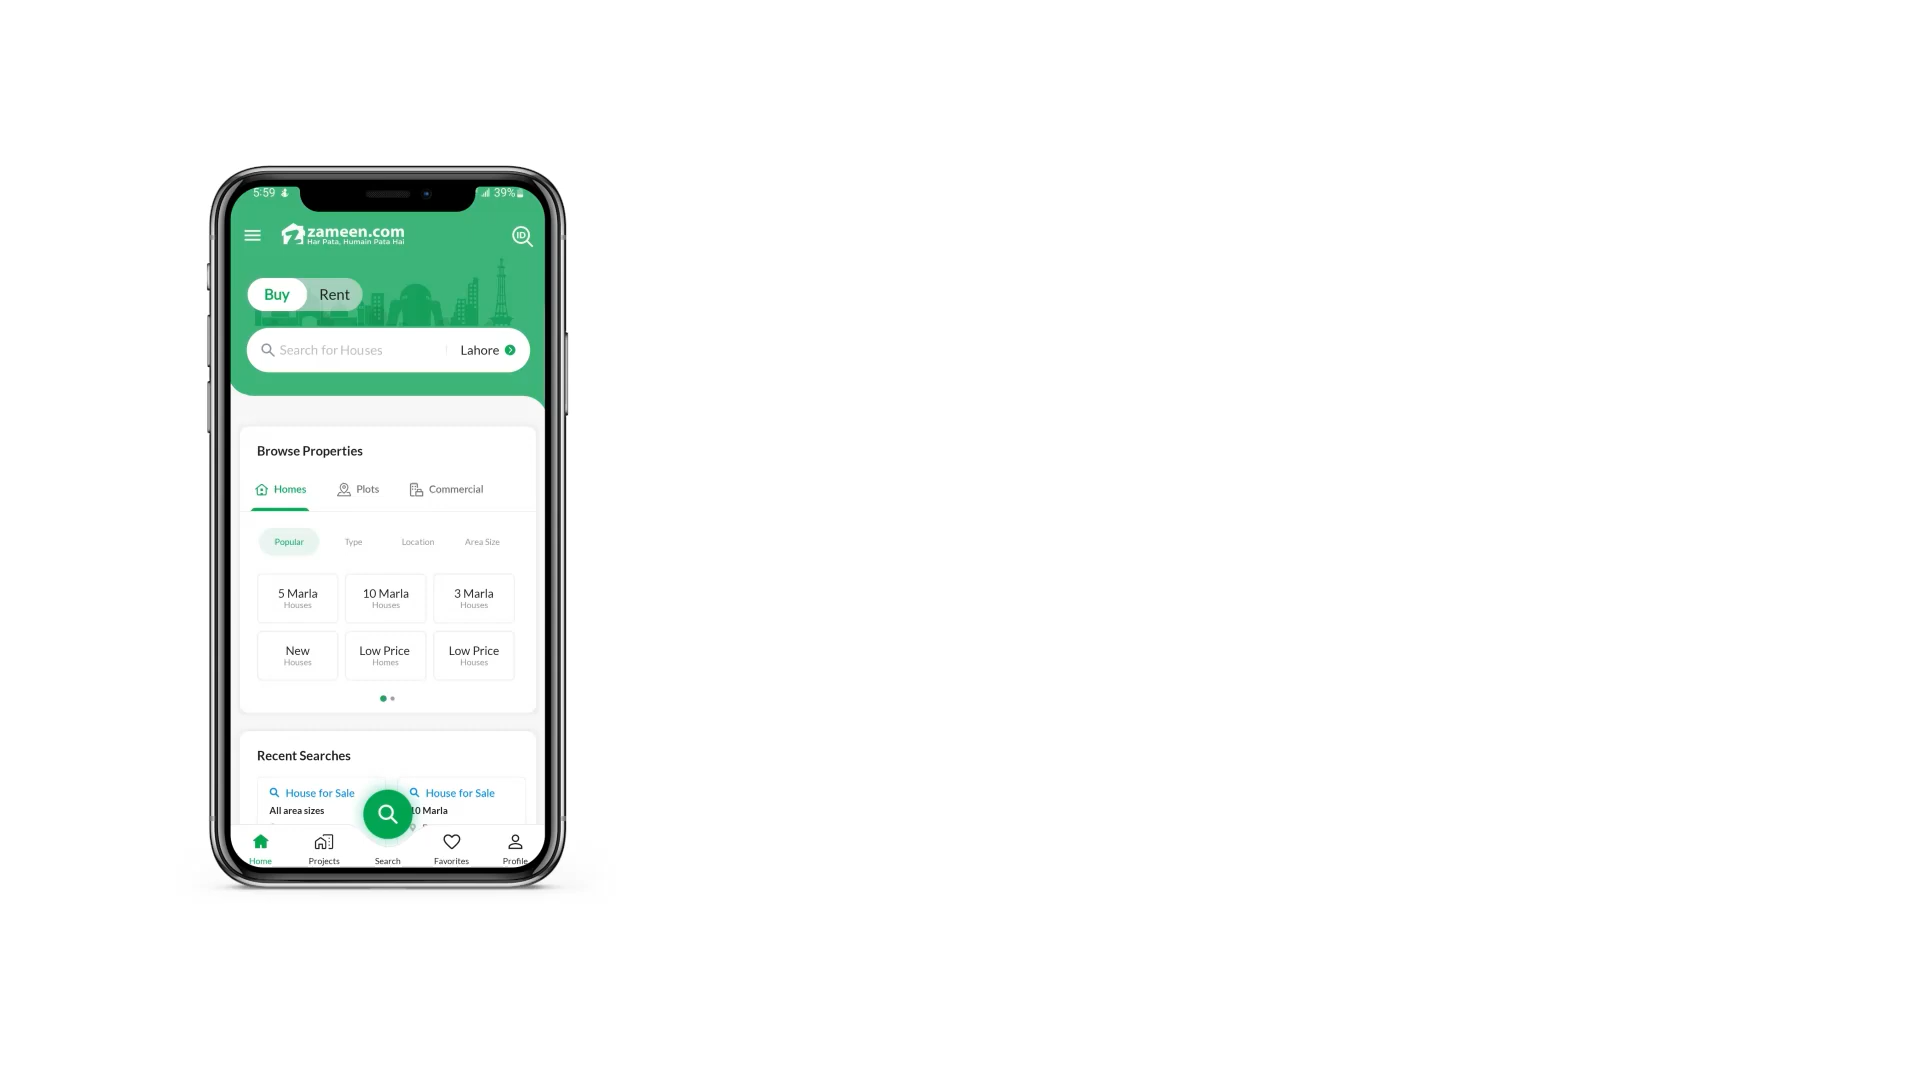 5:59 39%
zameen.com
Har Pata, Humain Pata Hai
ID
Buy Rent
Search for Houses Lahore
Browse Properties
Homes Plots Commercial
Popular Type Location Area Size
5 Marla 10 Marla 3 Marla
Houses Houses Houses
New Low Price Low Price
Houses Homes Houses
Recent Searches
House for Sale House for Sale
All area sizes 10 Marla
Home Projects Search Favorites Profile